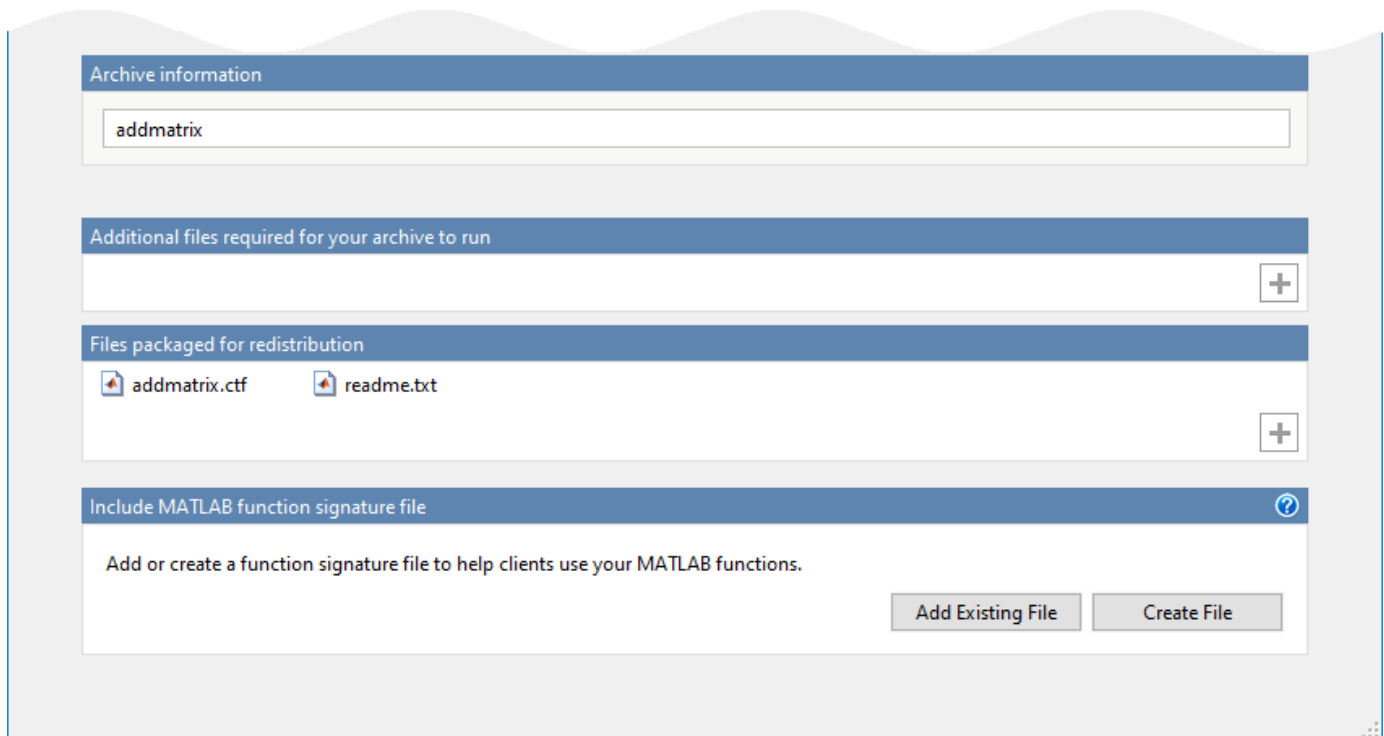 Archive information
addmatrix
Additional files required for your archive to run
Files packaged for redistribution
addmatrix.ctf readme.txt
Include MATLAB function signature file
Add or create a function signature file to help clients use your MATLAB functions.
Add Existing File Create File